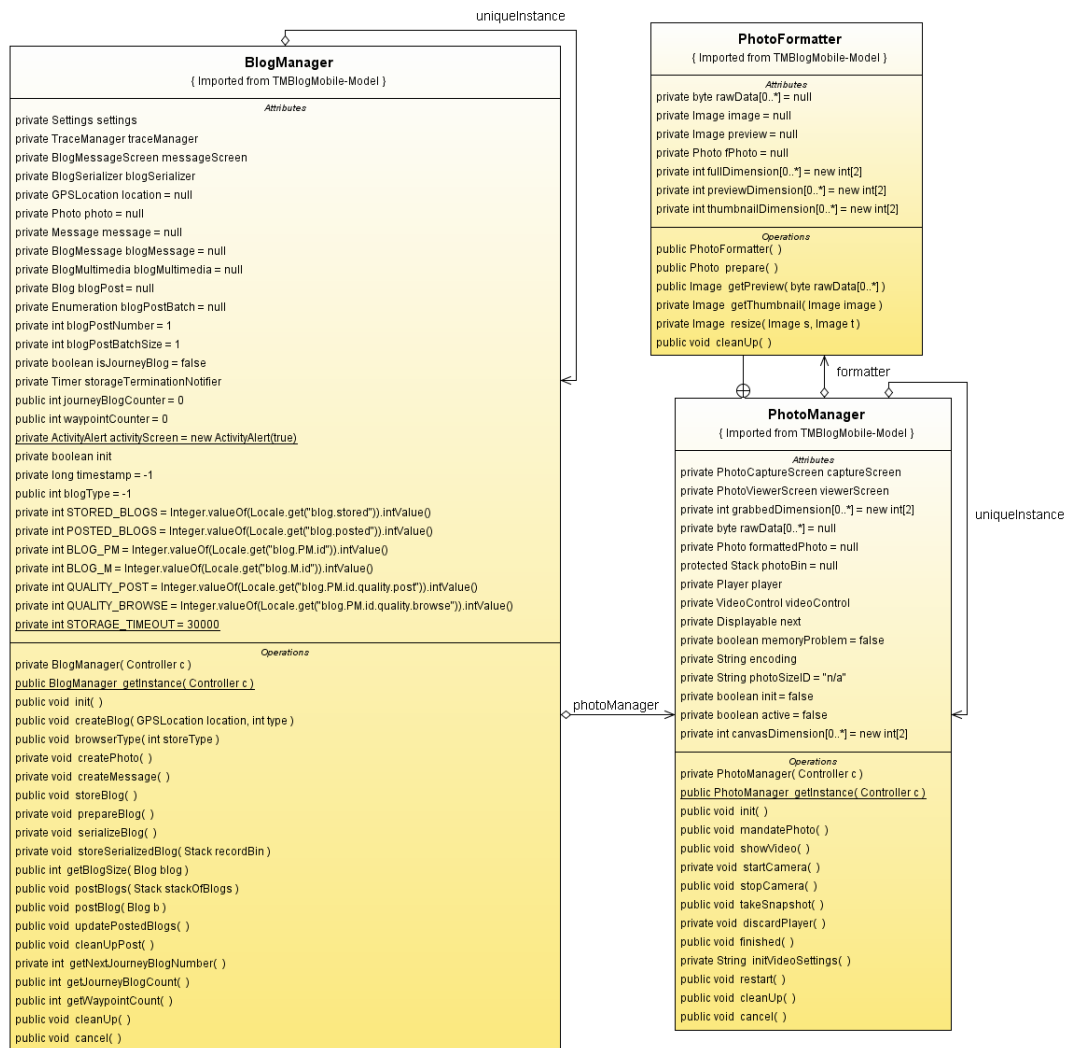 uniqueInstance
BlogManager
{ Imported from TMBlogMobile-Model }
Attributes
private Settings settings
private TraceManager traceManager
private BlogMessageScreen messageScreen
private BlogSerializer blogSerializer
private GPSLocation location = null
private Photo photo = null
private Message message = null
private BlogMessage blogMessage = null
private BlogMultimedia blogMultimedia = null
private Blog blogPost = null
private Enumeration blogPostBatch = null
private int blogPostNumber = 1
private int blogPostBatchSize = 1
private boolean isJourneyBlog = false
private Timer storageTerminationNotifier
public int journeyBlogCounter = 0
public int waypointCounter = 0
private ActivityAlert activityScreen = new ActivityAlert(true)
private boolean init
private long timestamp = -1
public int blogType = -1
private int STORED_BLOGS = Integer.valueOf(Locale.get("blog.stored")).intValue()
private int POSTED_BLOGS = Integer.valueOf(Locale.get("blog.posted")).intValue()
private int BLOG_PM = Integer.valueOf(Locale.get("blog.PM.id")).intValue()
private int BLOG_M = Integer.valueOf(Locale.get("blog.M.id")).intValue()
private int QUALITY_POST = Integer.valueOf(Locale.get("blog.PM.id.quality.post")).intValue()
private int QUALITY_BROWSE = Integer.valueOf(Locale.get("blog.PM.id.quality.browse")).intValue()
private int STORAGE_TIMEOUT = 30000
Operations
private BlogManager( Controller c )
public BlogManager getInstance( Controller c )
public void init( )
public void createBlog( GPSLocation location, int type )
public void browserType( int storeType )
private void createPhoto( )
private void createMessage( )
public void storeBlog( )
private void prepareBlog( )
private void serializeBlog( )
private void storeSerializedBlog( Stack recordBin )
public int getBlogSize( Blog blog )
public void postBlogs( Stack stackOfBlogs )
public void postBlog( Blog b )
public void updatePostedBlogs( )
public void cleanUpPost( )
private int getNextJourneyBlogNumber( )
public int getJourneyBlogCount( )
public int getWaypointCount( )
public void cleanUp( )
public void cancel( )
photoManager
PhotoFormatter
{ Imported from TMBlogMobile-Model }
Attributes
private byte rawData[0..*] = null
private Image image = null
private Image preview = null
private Photo fPhoto = null
private int fullDimension[0..*] = new int[2]
private int previewDimension[0..*] = new int[2]
private int thumbnailDimension[0..*] = new int[2]
Operations
public PhotoFormatter( )
public Photo prepare( )
public Image getPreview( byte rawData[0..*] )
private Image getThumbnail( Image image )
private Image resize( Image s, Image t )
public void cleanUp( )
formatter
PhotoManager
{ Imported from TMBlogMobile-Model }
Attributes
private PhotoCaptureScreen captureScreen
private PhotoViewerScreen viewerScreen
private int grabbedDimension[0..*] = new int[2]
private byte rawData[0..*] = null
private Photo formattedPhoto = null
protected Stack photoBin = null
private Player player
private VideoControl videoControl
private Displayable next
private boolean memoryProblem = false
private String encoding
private String photoSizeID = "n/a"
private boolean init = false
private boolean active = false
private int canvasDimension[0..*] = new int[2]
Operations
private PhotoManager( Controller c )
public PhotoManager getInstance( Controller c )
public void init( )
public void mandatePhoto( )
public void showVideo( )
private void startCamera( )
public void stopCamera( )
public void takeSnapshot( )
private void discardPlayer( )
public void finished( )
private String initVideoSettings( )
public void restart( )
public void cleanUp( )
public void cancel( )
uniqueInstance